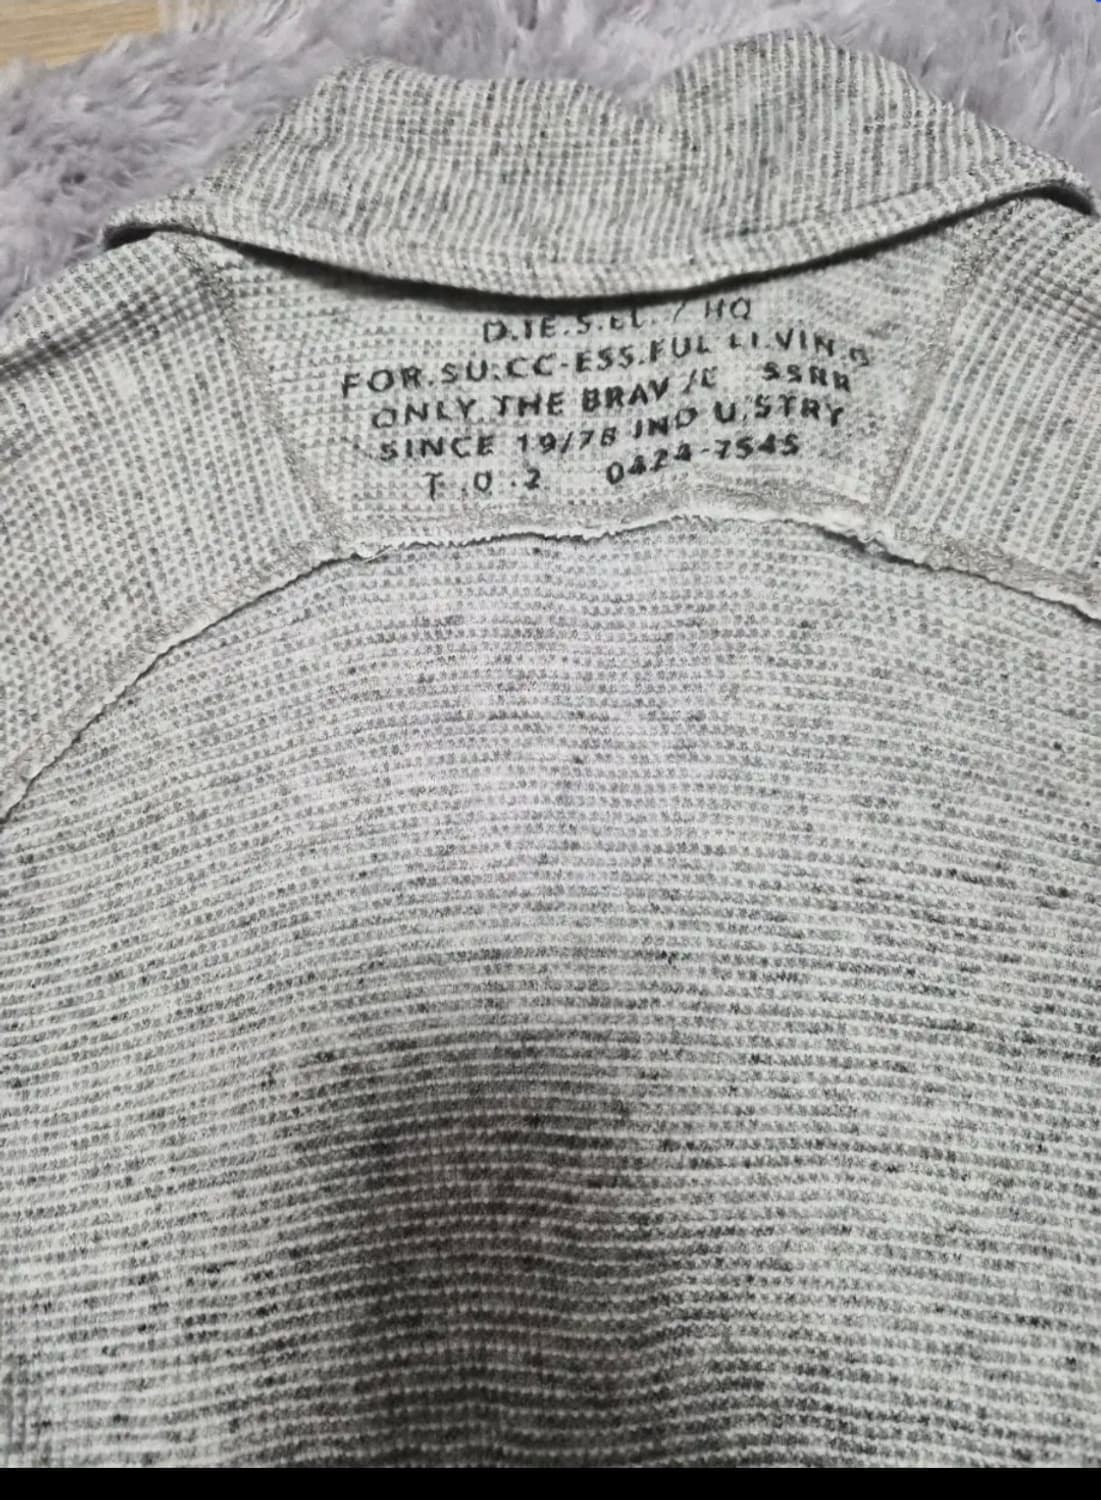 D.IE.S.EL. / HQ
FOR.SU.CC-ESS.FUL LI.VIN.G
ONLY.THE BRAV /E SSRR
SINCE 19/78 IND U.STRY
T.O.2 0424-7545